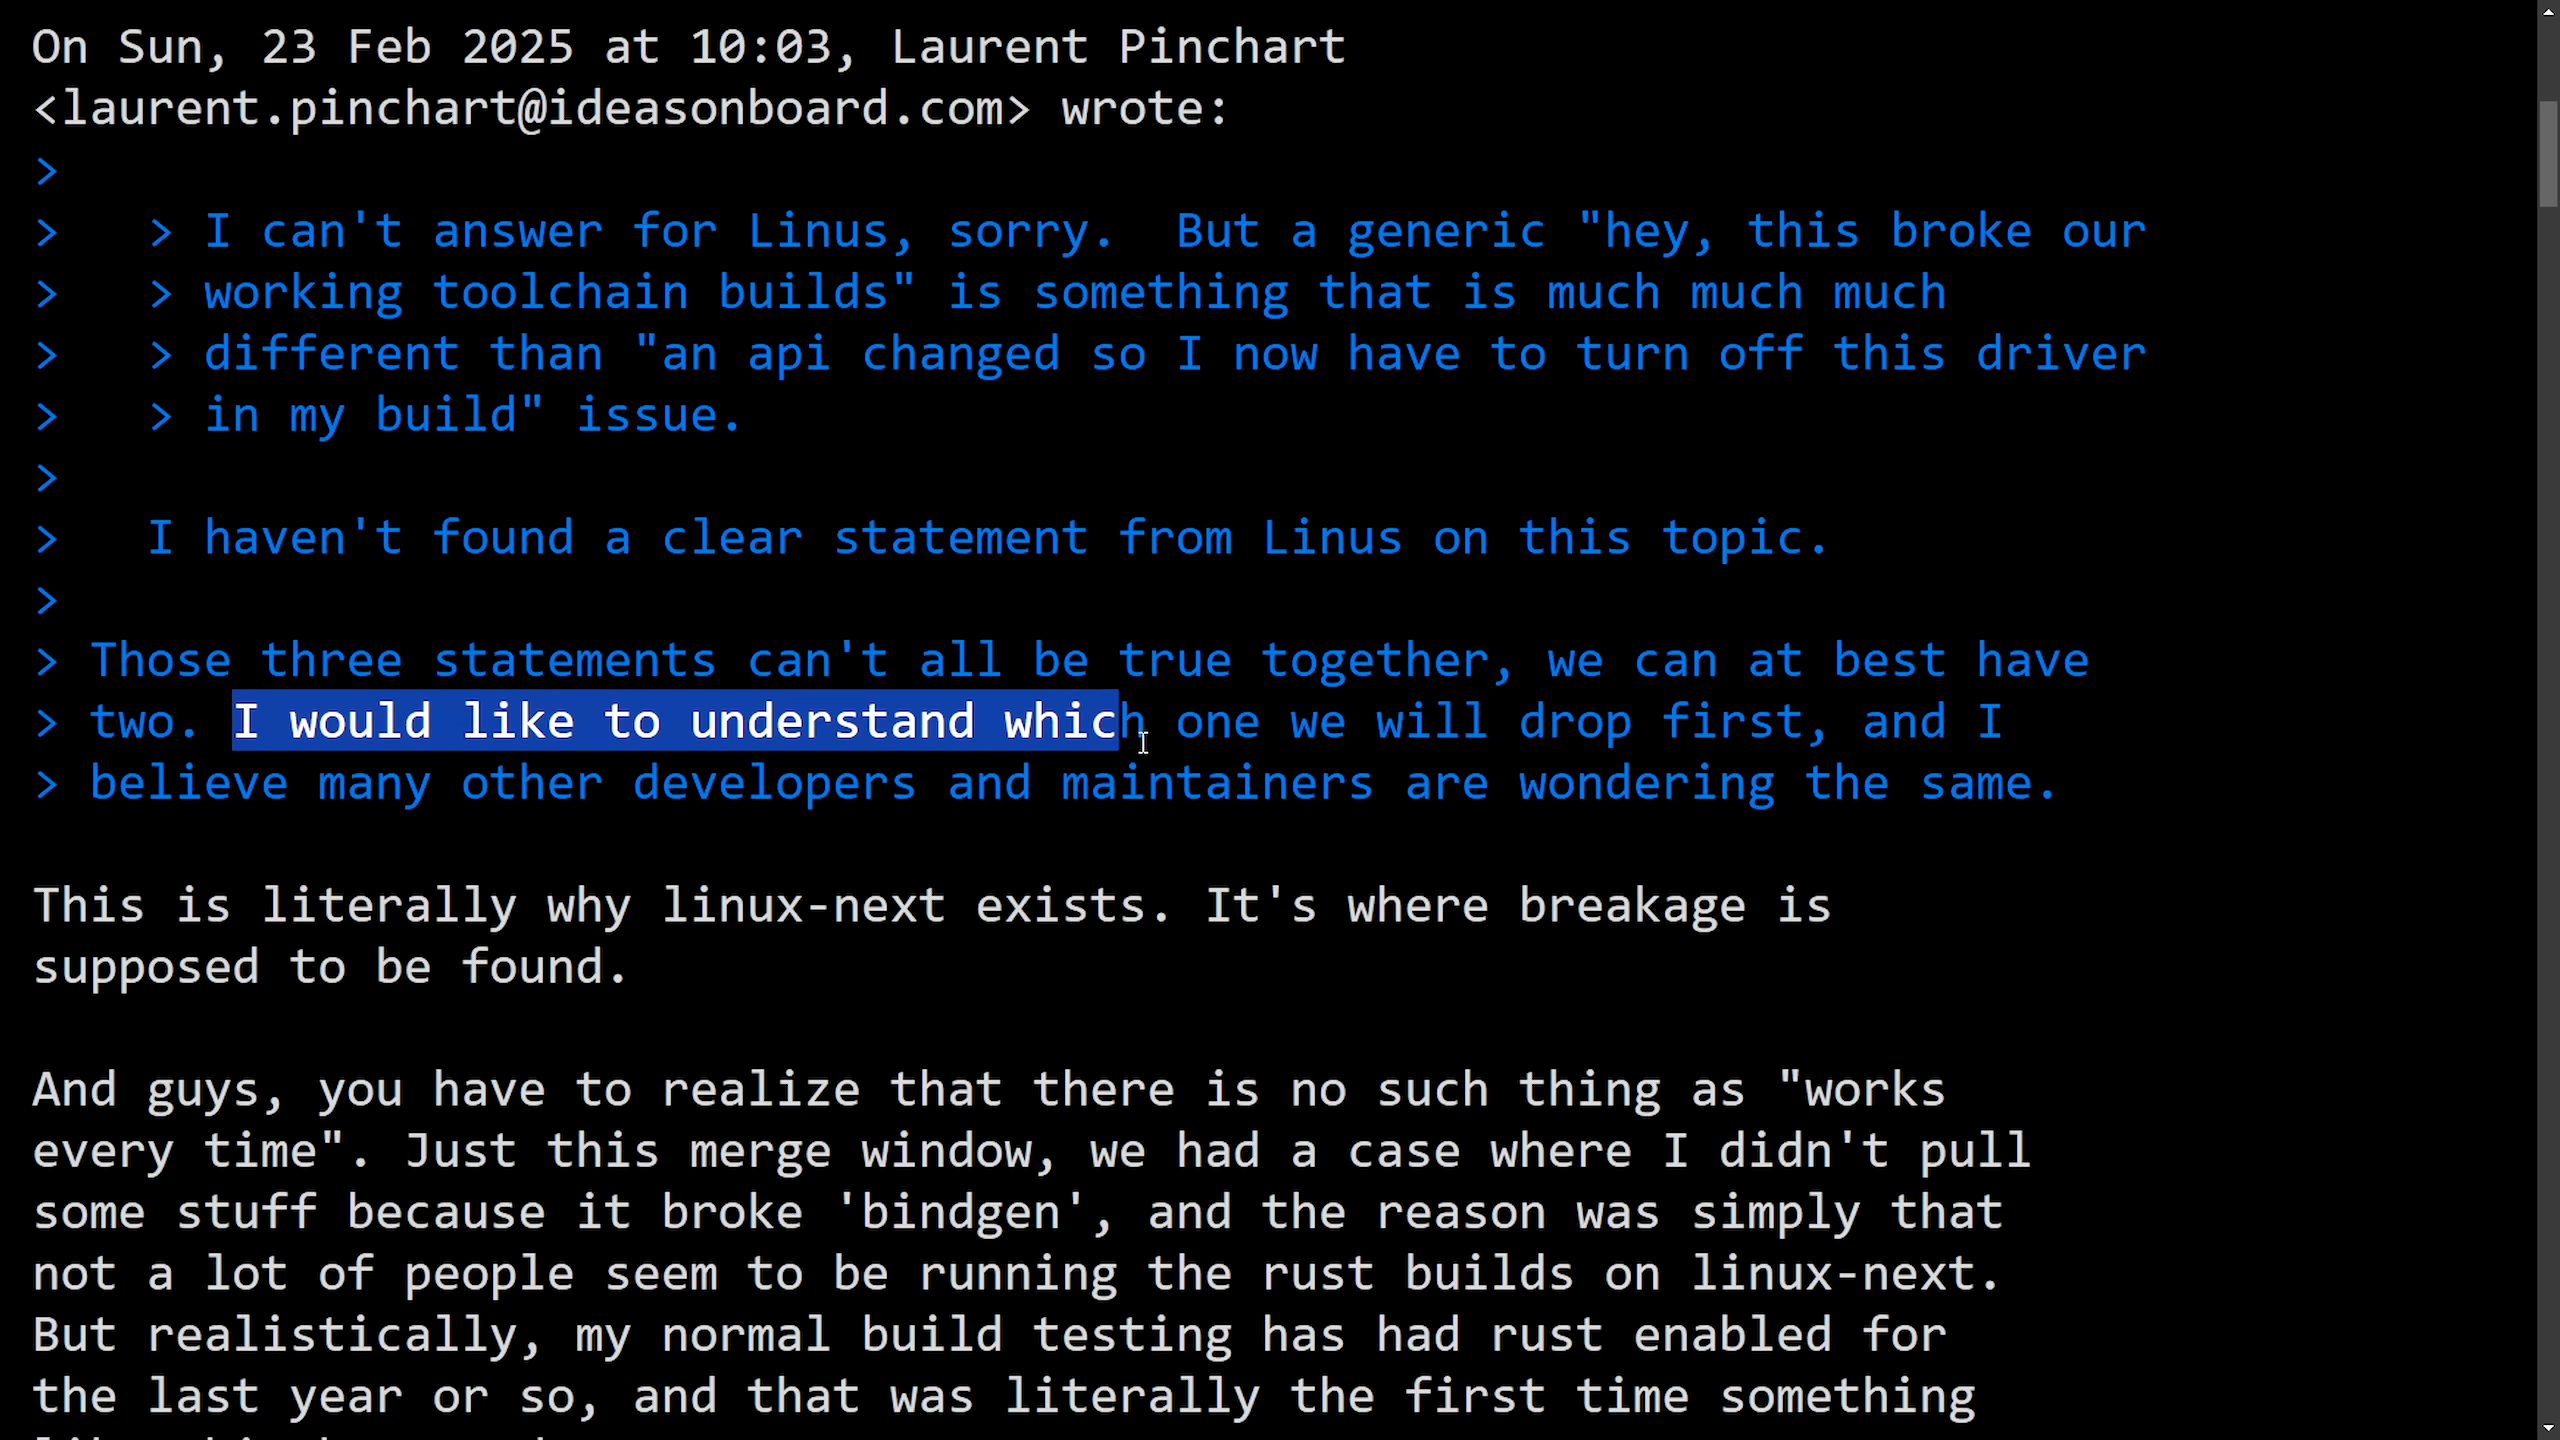 On Sun, 23 Feb 2025 at 10:03, Laurent Pinchart
<laurent.pinchart@ideasonboard.com> wrote:
>
>   > I can't answer for Linus, sorry.  But a generic "hey, this broke our
>   > working toolchain builds" is something that is much much much
>   > different than "an api changed so I now have to turn off this driver
>   > in my build" issue.
>
>   I haven't found a clear statement from Linus on this topic.
>
> Those three statements can't all be true together, we can at best have
> two. I would like to understand which one we will drop first, and I
> believe many other developers and maintainers are wondering the same.

This is literally why linux-next exists. It's where breakage is
supposed to be found.

And guys, you have to realize that there is no such thing as "works
every time". Just this merge window, we had a case where I didn't pull
some stuff because it broke 'bindgen', and the reason was simply that
not a lot of people seem to be running the rust builds on linux-next.
But realistically, my normal build testing has had rust enabled for
the last year or so, and that was literally the first time something